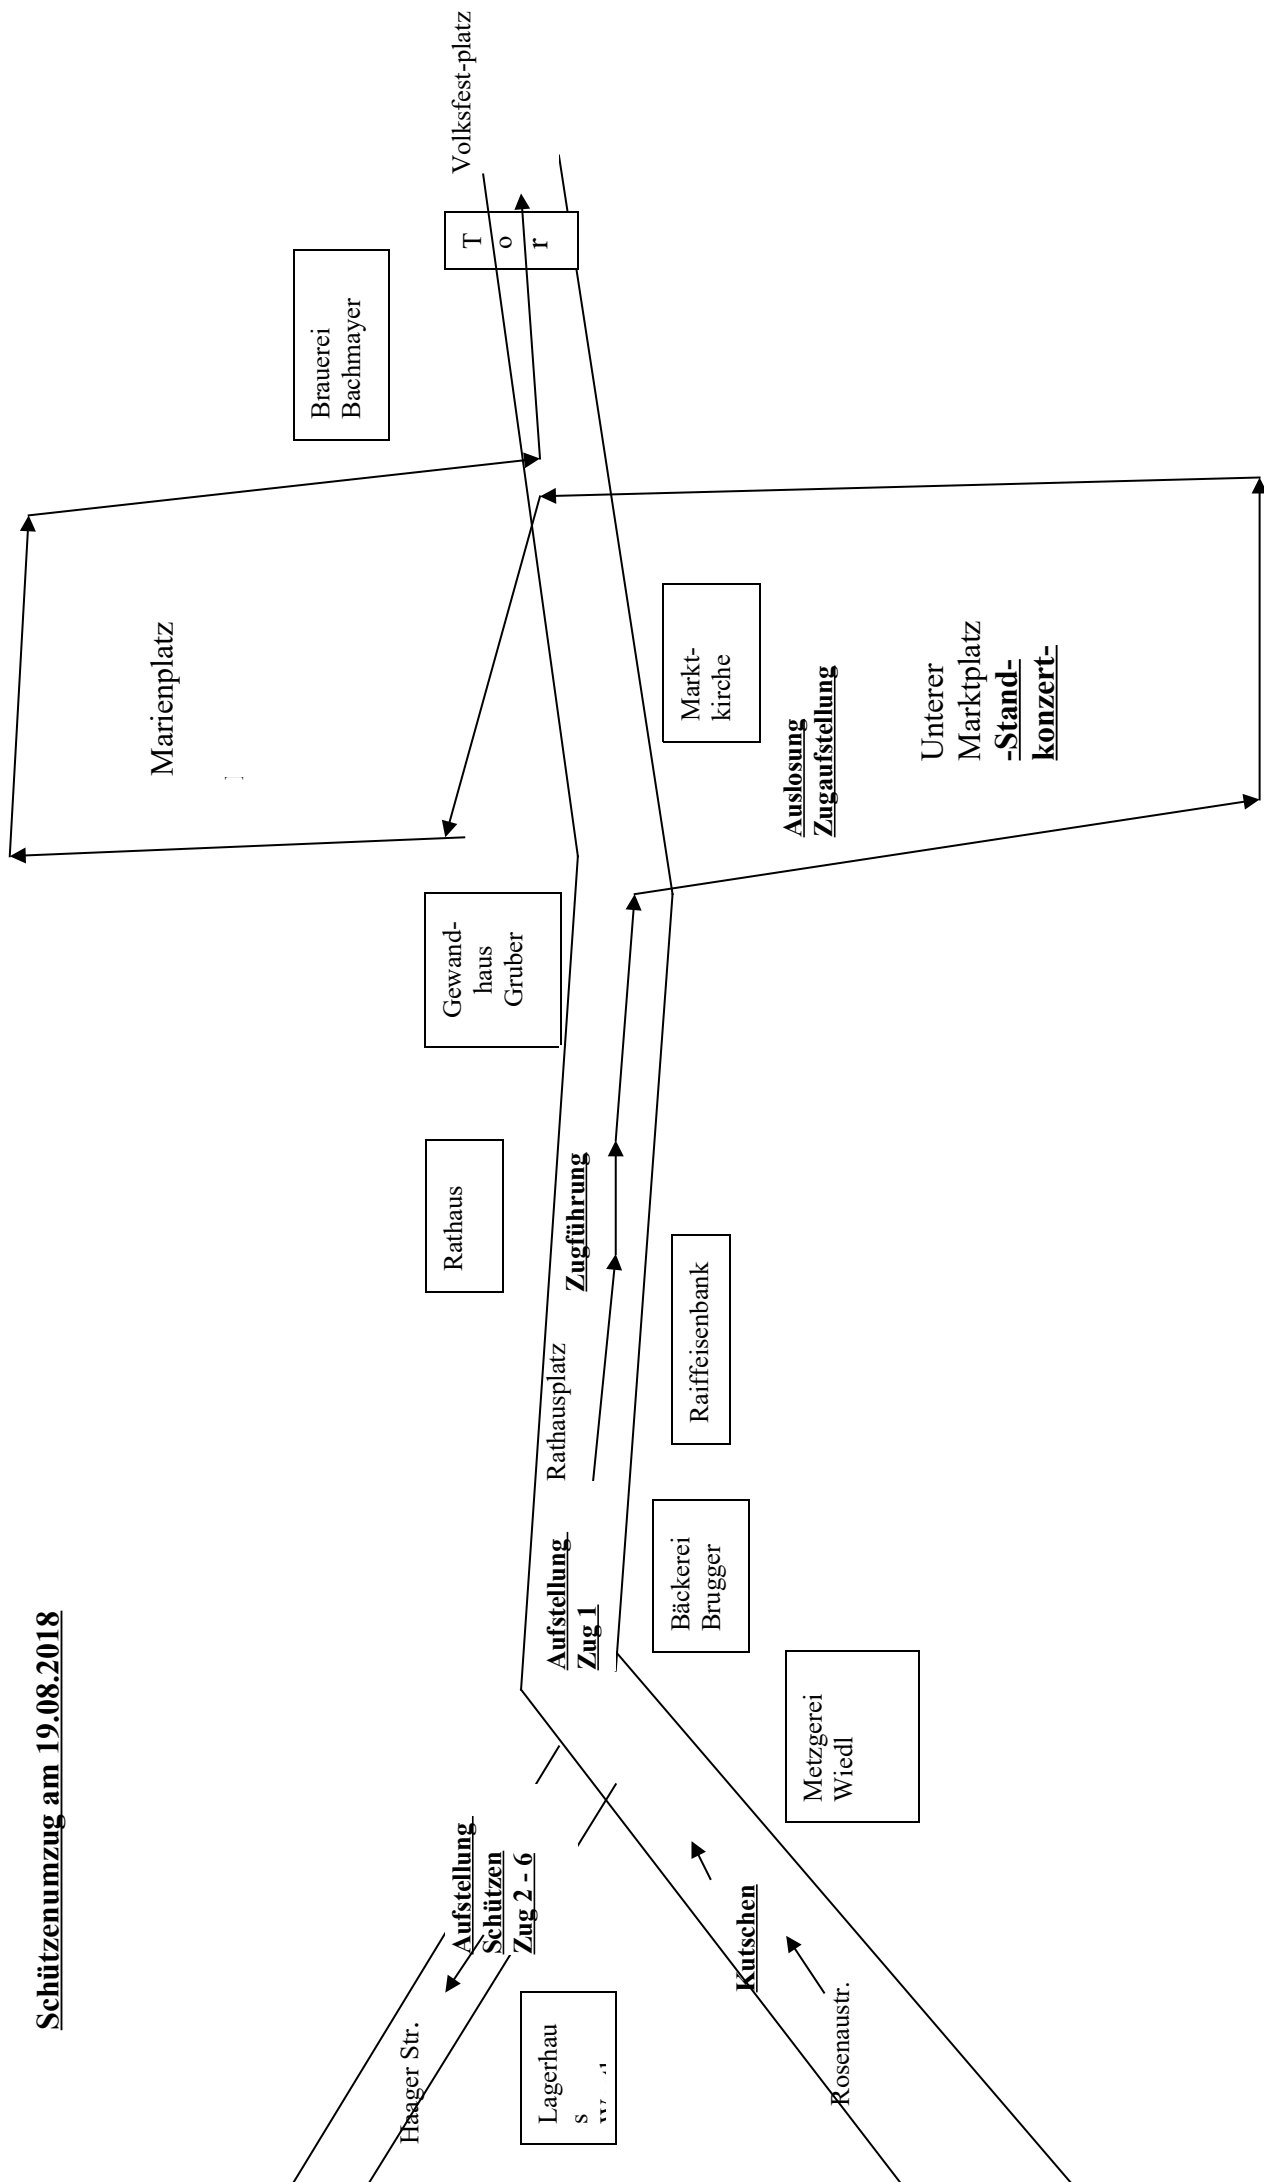 Schützenumzug am 19.08.2018
Haager Str.
Aufstellung
Schützen
Zug 2 - 6
Lagerhau
s
Kutschen
Rosenaustr.
Metzgerei
Wiedl
Aufstellung
Zug 1
Bäckerei
Brugger
Rathausplatz
Raiffeisenbank
Zugführung
Rathaus
Gewand-
haus
Gruber
Marienplatz
Markt-
kirche
Auslosung
Zugaufstellung
Unterer
Marktplatz
-Stand-
konzert-
Brauerei
Bachmayer
T
o
r
Volksfest-platz